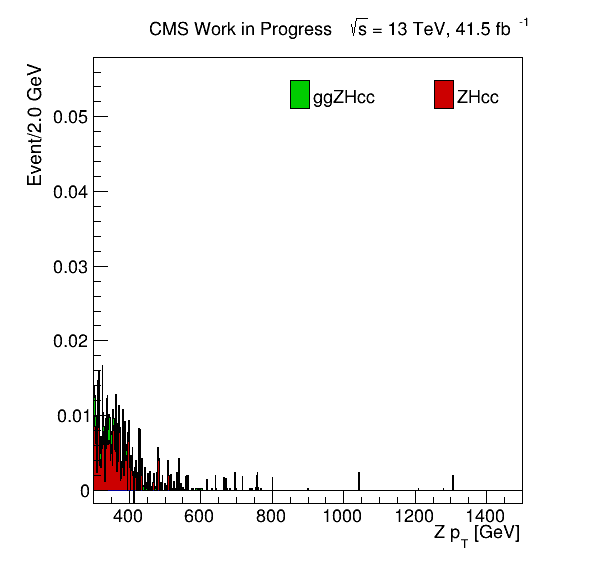 CMS Work in Progress √s = 13 TeV, 41.5 fb -1
ggZHcc ZHcc
Event/2.0 GeV
0.05
0.04
0.03
0.02
0.01
0
400 600 800 1000 1200 1400
Z pT [GeV]